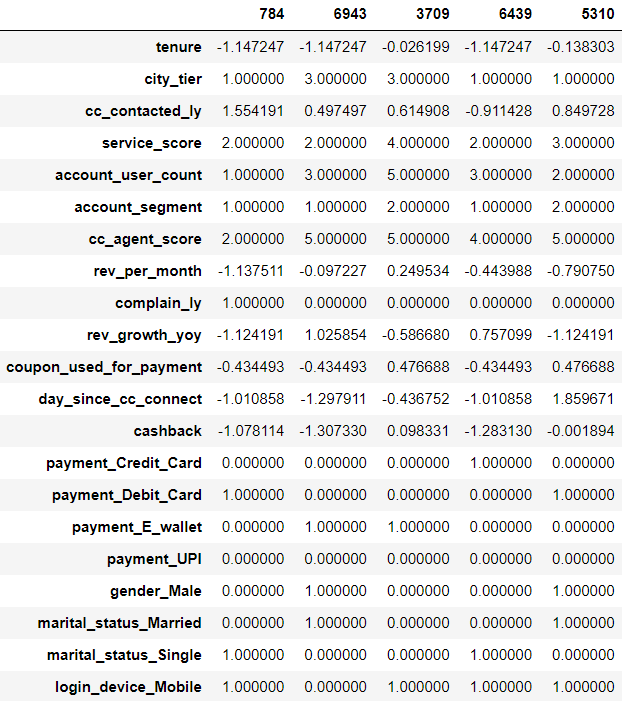 784 6943 3709 6439 5310
tenure -1.147247 -1.147247 -0.026199 -1.147247 -0.138303
city_tier 1.000000 3.000000 3.000000 1.000000 1.000000
cc_contacted_ly 1.554191 0.497497 0.614908 -0.911428 0.849728
service_score 2.000000 2.000000 4.000000 2.000000 3.000000
account_user_count 1.000000 3.000000 5.000000 3.000000 2.000000
account_segment 1.000000 1.000000 2.000000 1.000000 2.000000
cc_agent_score 2.000000 5.000000 5.000000 4.000000 5.000000
rev_per_month -1.137511 -0.097227 0.249534 -0.443988 -0.790750
complain_ly 1.000000 0.000000 0.000000 0.000000 0.000000
rev_growth_yoy -1.124191 1.025854 -0.586680 0.757099 -1.124191
coupon_used_for_payment -0.434493 -0.434493 0.476688 -0.434493 0.476688
day_since_cc_connect -1.010858 -1.297911 -0.436752 -1.010858 1.859671
cashback -1.078114 -1.307330 0.098331 -1.283130 -0.001894
payment_Credit_Card 0.000000 0.000000 0.000000 1.000000 0.000000
payment_Debit_Card 1.000000 0.000000 0.000000 0.000000 1.000000
payment_E_wallet 0.000000 1.000000 1.000000 0.000000 0.000000
payment_UPI 0.000000 0.000000 0.000000 0.000000 0.000000
gender_Male 0.000000 1.000000 0.000000 0.000000 1.000000
marital_status_Married 0.000000 1.000000 0.000000 0.000000 1.000000
marital_status_Single 1.000000 0.000000 0.000000 1.000000 0.000000
login_device_Mobile 1.000000 0.000000 1.000000 1.000000 1.000000